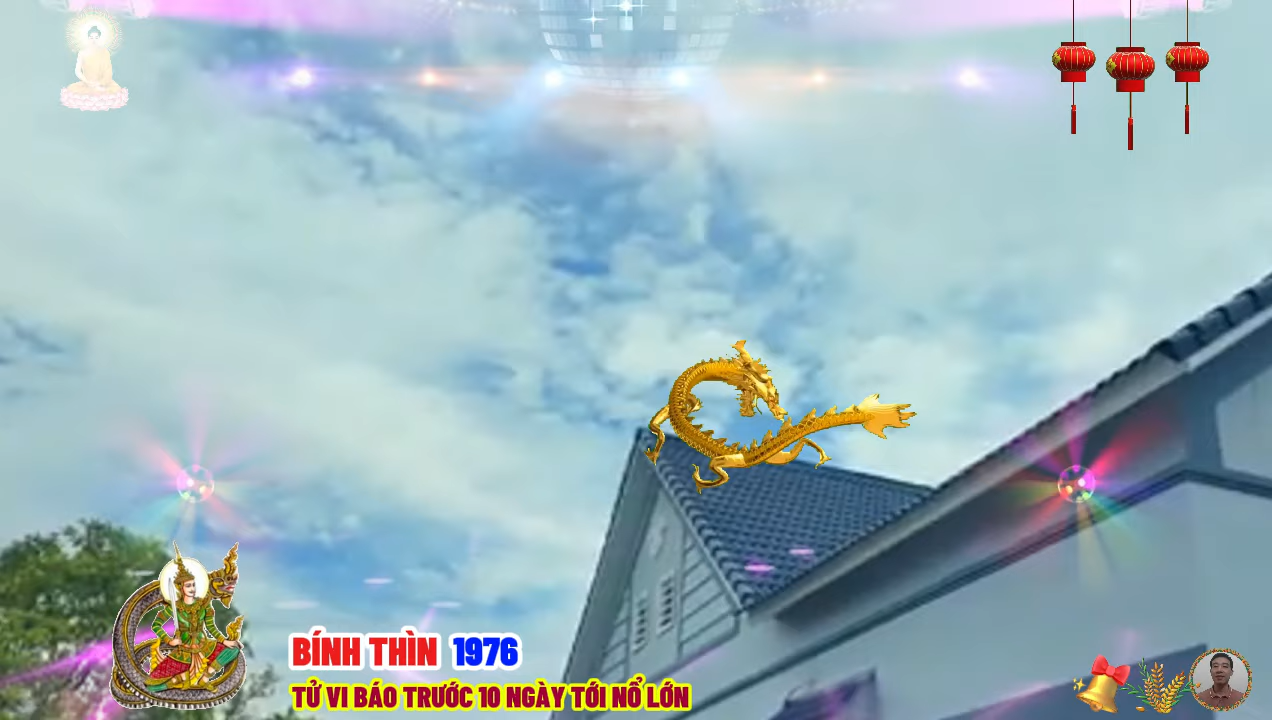 BÍNH THÌN 1976
TỬ VI BÁO TRƯỚC 10 NGÀY TỚI NỔ LỚN